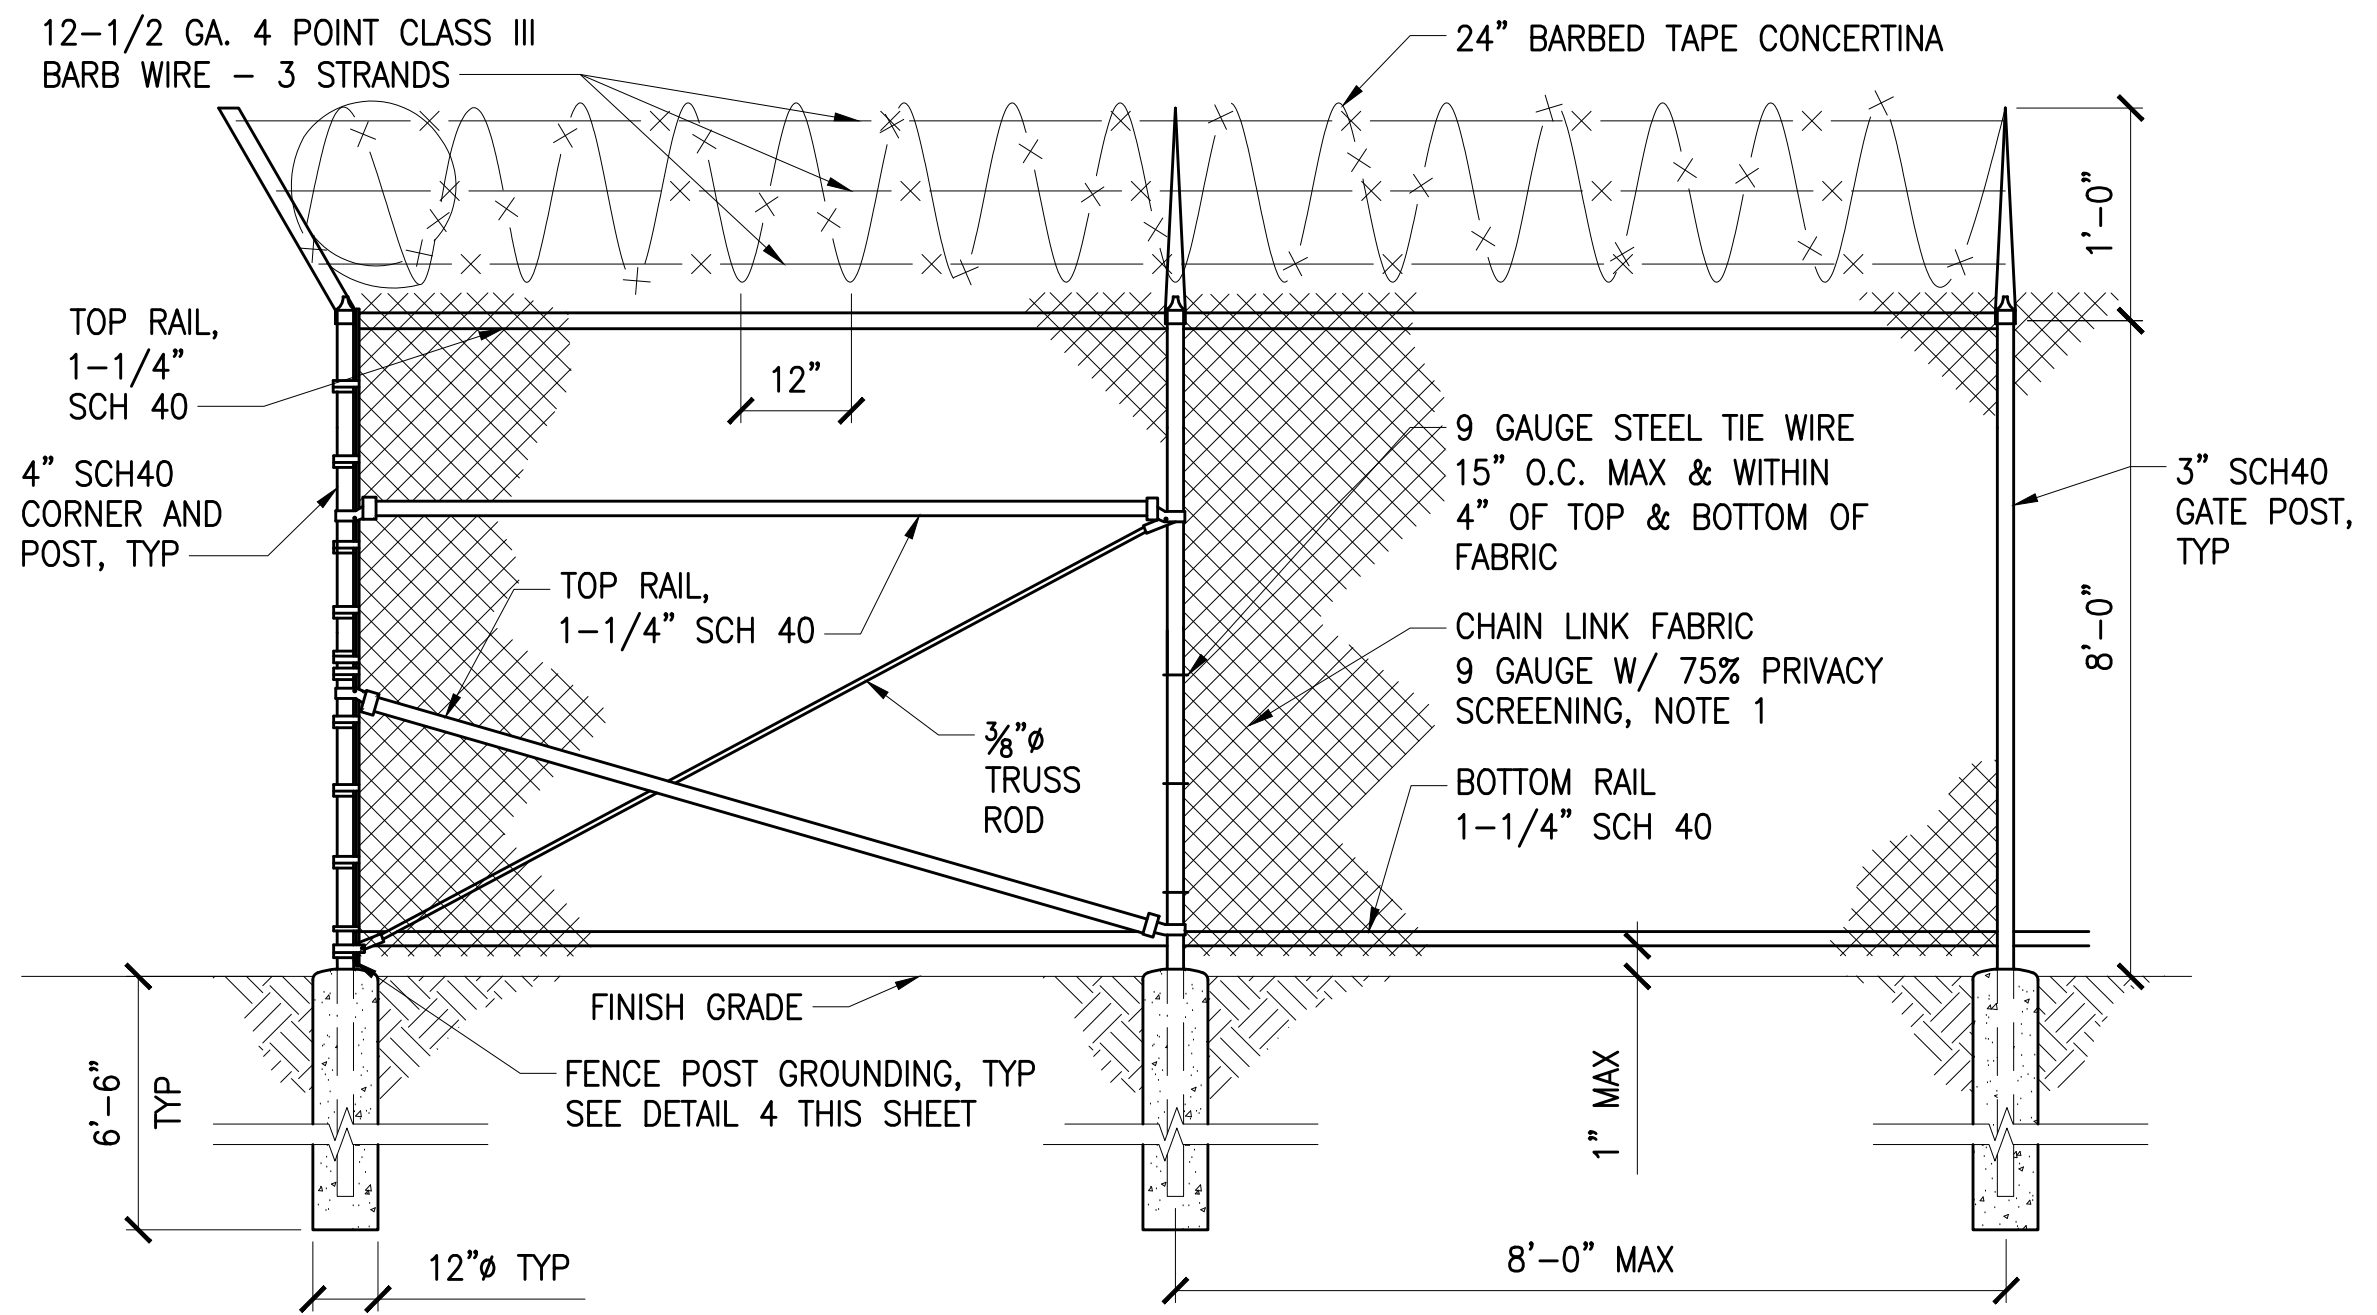 12-1/2 GA. 4 POINT CLASS III
BARB WIRE - 3 STRANDS
24" BARBED TAPE CONCERTINA
1'-0"
TOP RAIL,
1-1/4"
SCH 40
12"
4" SCH40
CORNER AND
POST, TYP
9 GAUGE STEEL TIE WIRE
15" O.C. MAX & WITHIN
4" OF TOP & BOTTOM OF
FABRIC
3" SCH40
GATE POST,
TYP
8'-0"
TOP RAIL,
1-1/4" SCH 40
CHAIN LINK FABRIC
9 GAUGE W/ 75% PRIVACY
SCREENING, NOTE 1
3/8"ø
TRUSS
ROD
BOTTOM RAIL
1-1/4" SCH 40
FINISH GRADE
FENCE POST GROUNDING, TYP
SEE DETAIL 4 THIS SHEET
6'-6"
TYP
1" MAX
12"ø TYP
8'-0" MAX